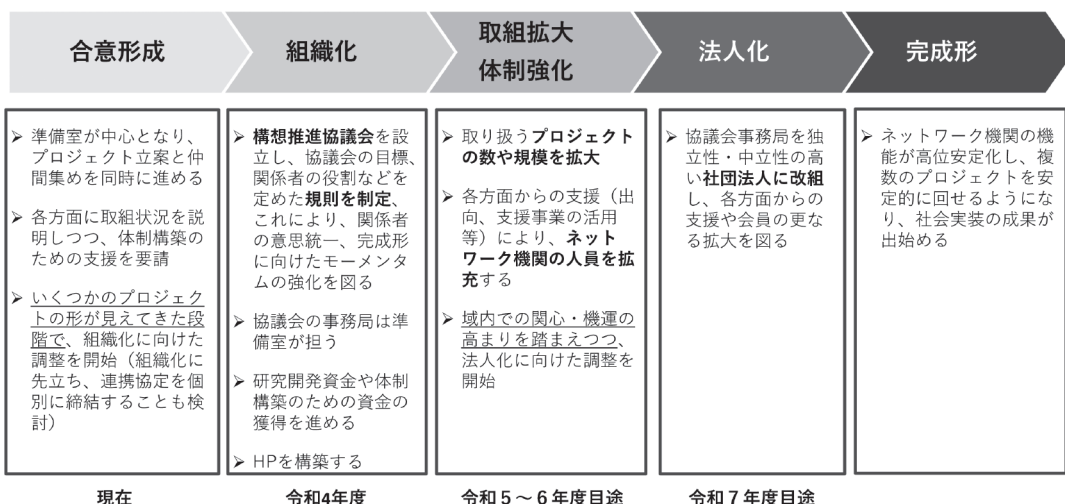 合意形成
組織化
取組拡大
体制強化
法人化
完成形
➢ 準備室が中心となり、
プロジェクト立案と仲
間集めを同時に進める
➢ 各方面に取組状況を説
明しつつ、体制構築の
ための支援を要請
➢ いくつかのプロジェク
トの形が見えてきた段
階で、組織化に向けた
調整を開始（組織化に
先立ち、連携協定を個
別に締結することも検
討）
➢ 構想推進協議会を設
立し、協議会の目標、
関係者の役割などを
定めた規則を制定、
これにより、関係者
の意思統一、完成形
に向けたモーメンタ
ムの強化を図る
➢ 協議会の事務局は準
備室が担う
➢ 研究開発資金や体制
構築のための資金の
獲得を進める
➢ HPを構築する
➢ 取り扱うプロジェクト
の数や規模を拡大
➢ 各方面からの支援（出
向、支援事業の活用
等）により、ネット
ワーク機関の人員を拡
充する
➢ 域内での関心・機運の
高まりを踏まえつつ、
法人化に向けた調整を
開始
➢ 協議会事務局を独
立性・中立性の高
い社団法人に改組
し、各方面からの
支援や会員の更な
る拡大を図る
➢ ネットワーク機関の機
能が高位安定化し、複
数のプロジェクトを安
定的に回せるようにな
り、社会実装の成果が
出始める
現在
令和4年度
令和５～６年度目途
令和７年度目途